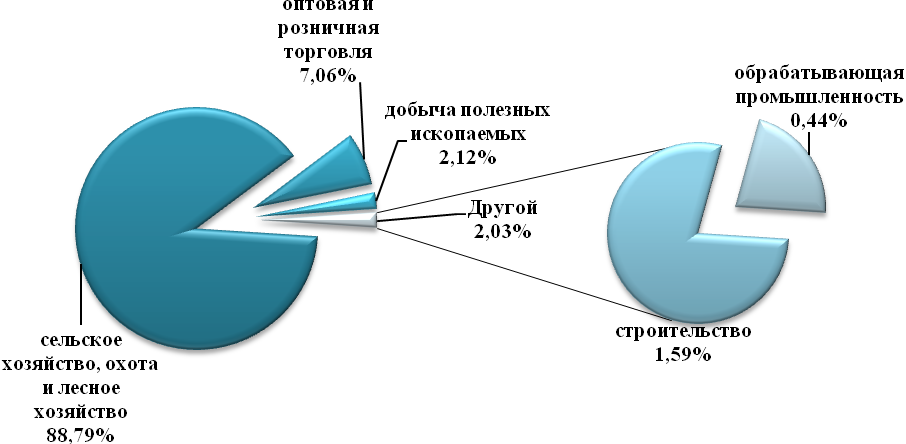 оптовая и
розничная
торговля
7,06%
добыча полезных
ископаемых
2,12%
Другой
2,03%
обрабатывающая
промышленность
0,44%
строительство
1,59%
сельское
хозяйство, охота
и лесное
хозяйство
88,79%